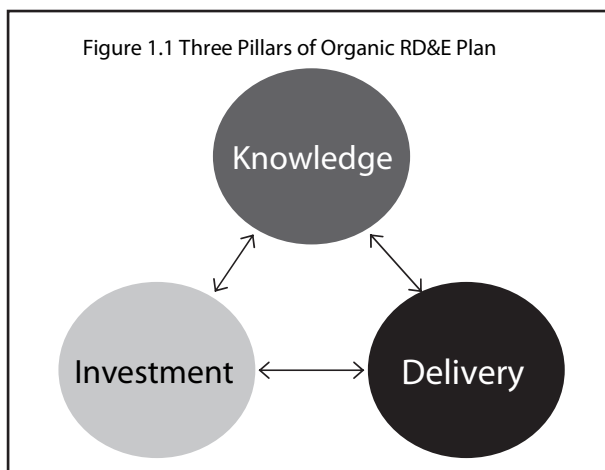 Figure 1.1 Three Pillars of Organic RD&E Plan
Knowledge
Investment
Delivery